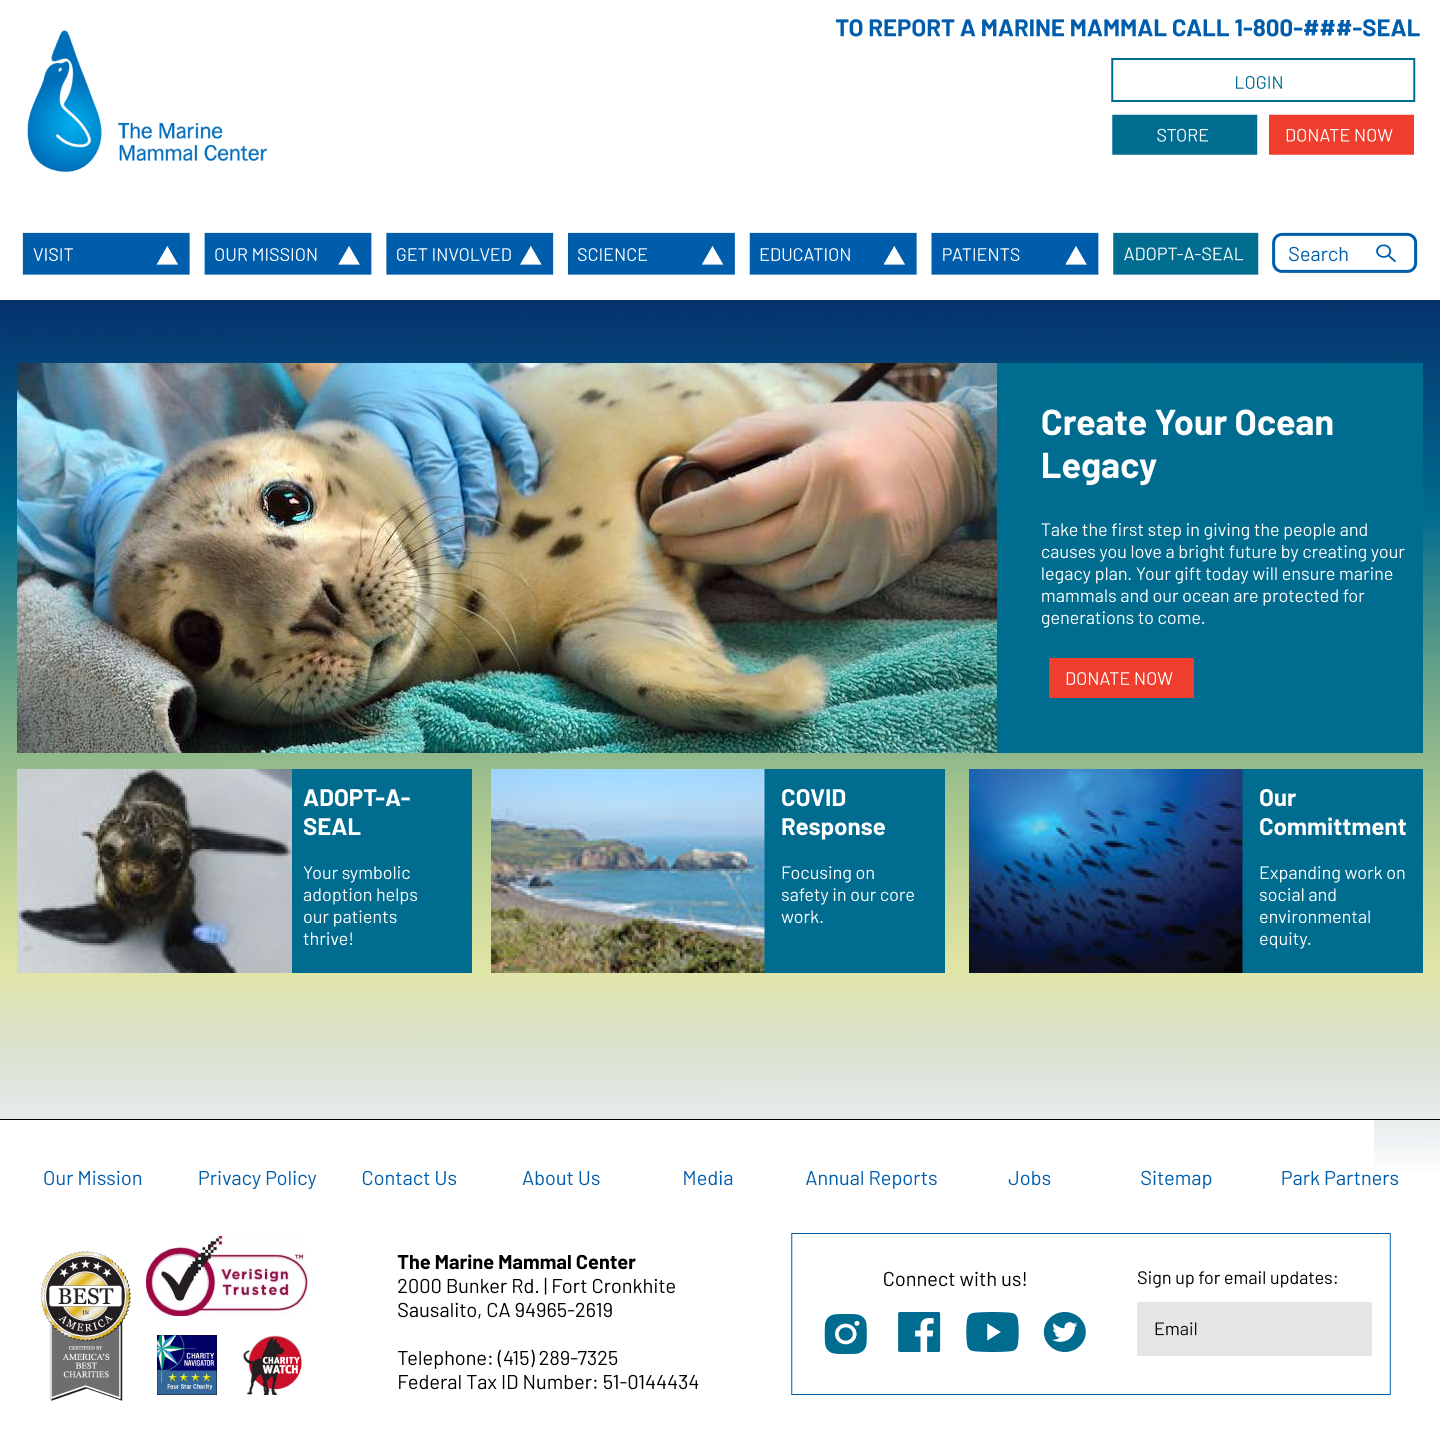 TO REPORT A MARINE MAMMAL CALL 1-800-###-SEAL
The Marine
Mammal Center
LOGIN
STORE
DONATE NOW
VISIT
OUR MISSION
GET INVOLVED
SCIENCE
EDUCATION
PATIENTS
ADOPT-A-SEAL
Search
Create Your Ocean
Legacy
Take the first step in giving the people and
causes you love a bright future by creating your
legacy plan. Your gift today will ensure marine
mammals and our ocean are protected for
generations to come.
DONATE NOW
ADOPT-A-
SEAL
Your symbolic
adoption helps
our patients
thrive!
COVID
Response
Focusing on
safety in our core
work.
Our
Committment
Expanding work on
social and
environmental
equity.
Our Mission
Privacy Policy
Contact Us
About Us
Media
Annual Reports
Jobs
Sitemap
Park Partners
BEST
IN
AMERICA
CERTIFIED BY
AMERICA'S
BEST
CHARITIES
VeriSign
Trusted
™
CHARITY
NAVIGATOR
Four Star Charity
CHARITY
WATCH
The Marine Mammal Center
2000 Bunker Rd. | Fort Cronkhite
Sausalito, CA 94965-2619
Telephone: (415) 289-7325
Federal Tax ID Number: 51-0144434
Connect with us!
Sign up for email updates:
Email